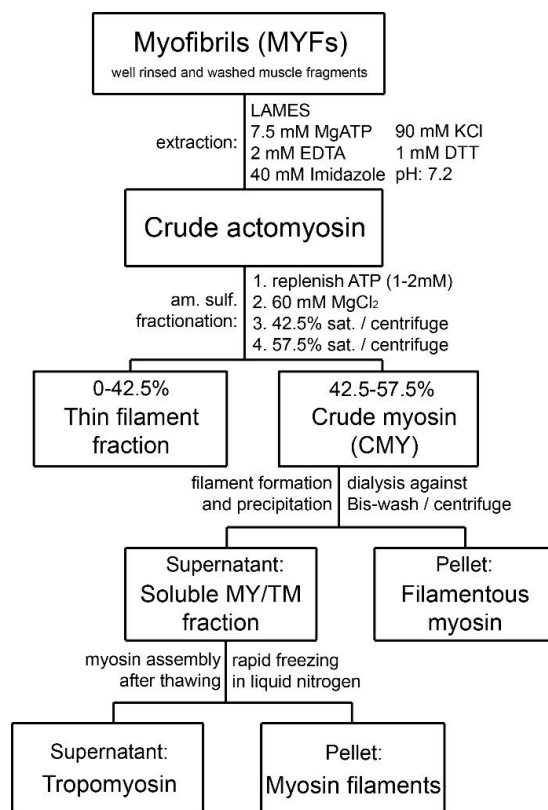 Myofibrils (MYFs)
well rinsed and washed muscle fragments
extraction:
LAMES
7.5 mM MgATP 90 mM KCl
2 mM EDTA 1 mM DTT
40 mM Imidazole pH: 7.2
Crude actomyosin
am. sulf.
fractionation:
1. replenish ATP (1-2mM)
2. 60 mM MgCl₂
3. 42.5% sat. / centrifuge
4. 57.5% sat. / centrifuge
0-42.5%
Thin filament
fraction
42.5-57.5%
Crude myosin
(CMY)
filament formation
and precipitation
dialysis against
Bis-wash / centrifuge
Supernatant:
Soluble MY/TM
fraction
Pellet:
Filamentous
myosin
myosin assembly
after thawing
rapid freezing
in liquid nitrogen
Supernatant:
Tropomyosin
Pellet:
Myosin filaments